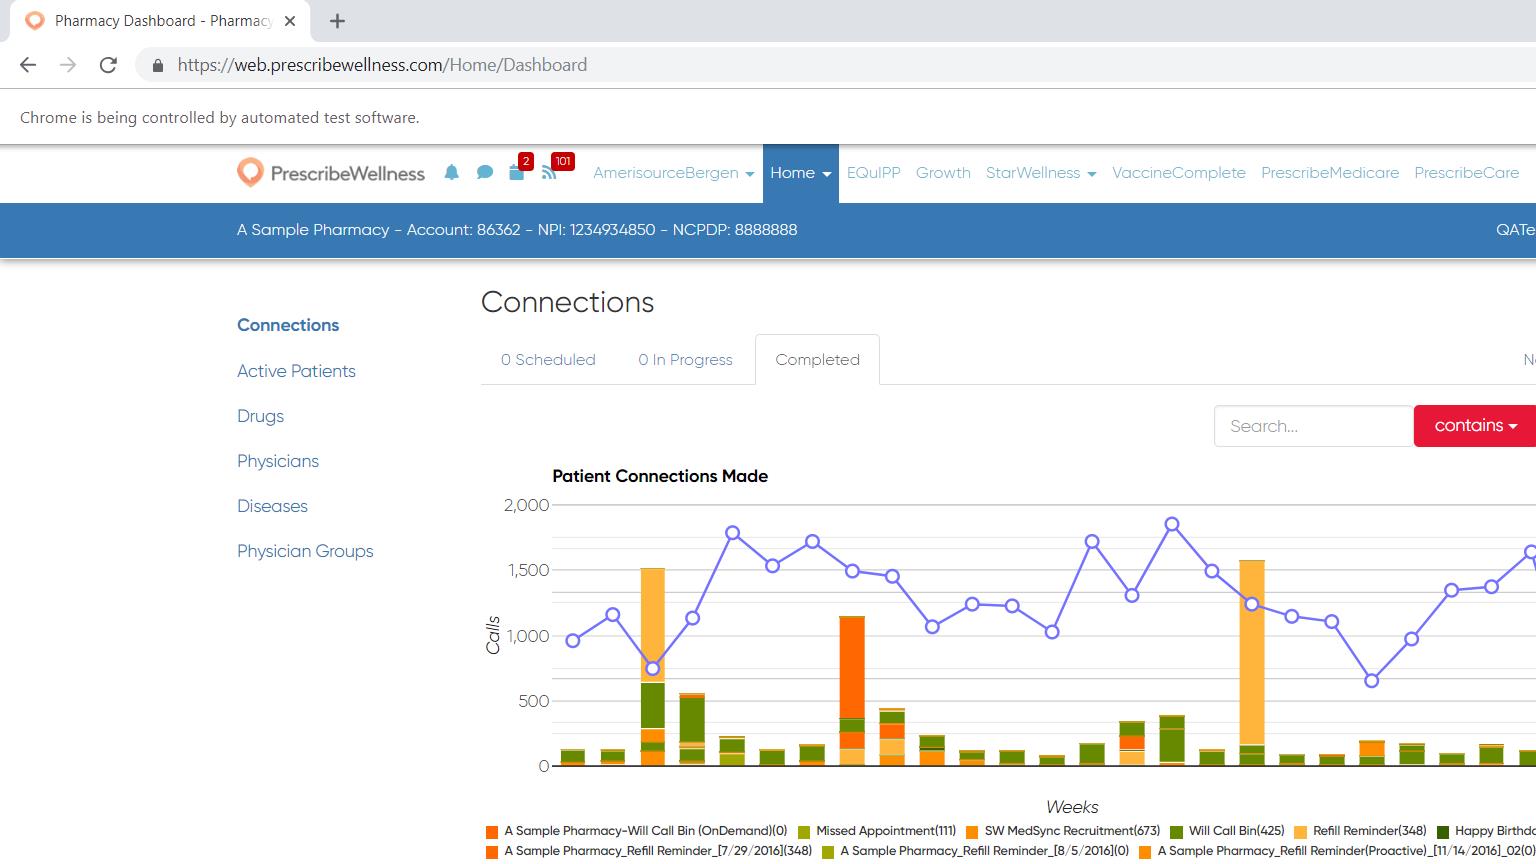 Pharmacy Dashboard - Pharmacy
https://web.prescribewellness.com/Home/Dashboard
Chrome is being controlled by automated test software.
PrescribeWellness 2 101 AmerisourceBergen Home EQuIPP Growth StarWellness VaccineComplete PrescribeMedicare PrescribeCare
A Sample Pharmacy - Account: 86362 - NPI: 1234934850 - NCPDP: 8888888 QATe
Connections
Active Patients
Drugs
Physicians
Diseases
Physician Groups
Connections
0 Scheduled 0 In Progress Completed
Search... contains
Patient Connections Made
2,000
1,500
1,000
500
0
Calls
Weeks
A Sample Pharmacy-Will Call Bin (OnDemand)(0) Missed Appointment(111) SW MedSync Recruitment(673) Will Call Bin(425) Refill Reminder(348) Happy Birthd
A Sample Pharmacy_Refill Reminder_[7/29/2016](348) A Sample Pharmacy_Refill Reminder_[8/5/2016](0) A Sample Pharmacy_Refill Reminder(Proactive)_[11/14/2016]_02(0)